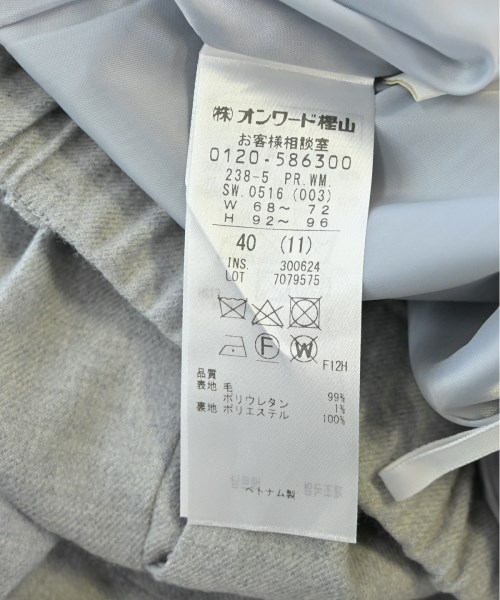 ㈱オンワード樫山
お客様相談室
0120-586300
238-5 PR.WM.
SW.0516 (003)
W 68〜 72
H 92〜 96
40 (11)
INS. 300624
LOT 7079575
F
W
F12H
品質
表地 毛 99%
ポリウレタン 1%
裏地 ポリエステル 100%
ベトナム製